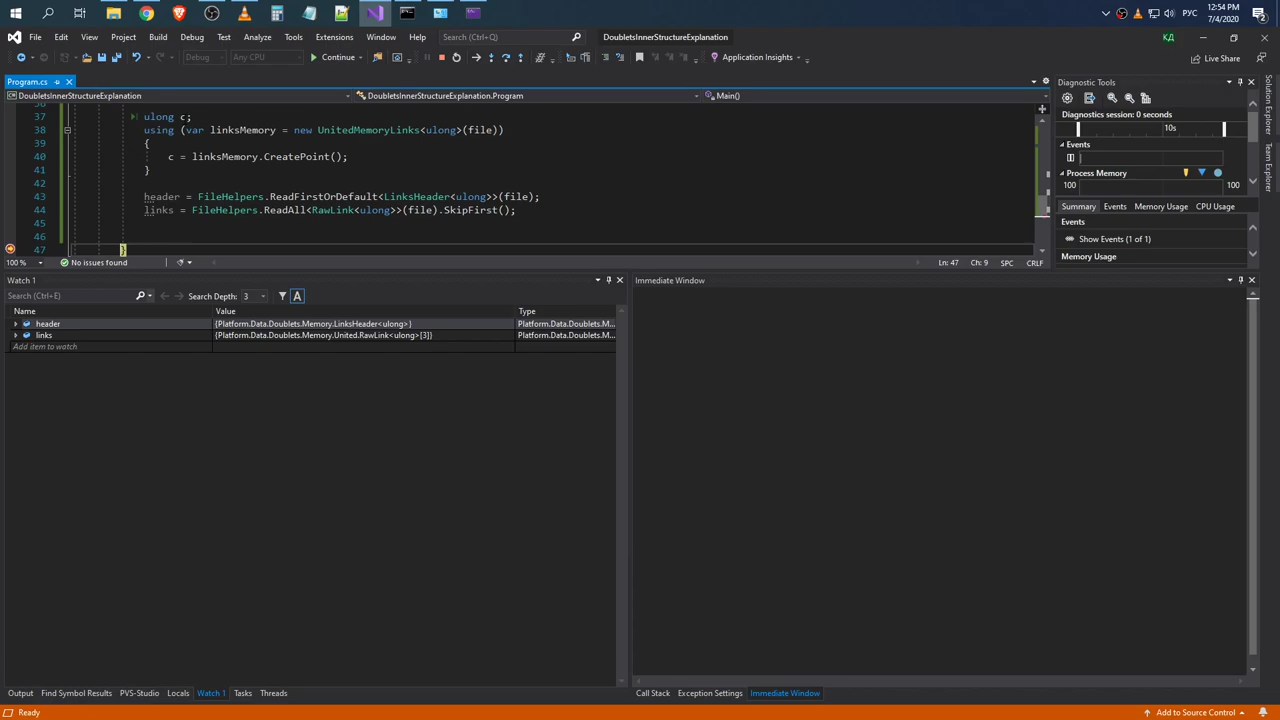 12:54 PM
РУС
7/4/2020
2
File Edit View Project Build Debug Test Analyze Tools Extensions Window Help Search (Ctrl+Q) DoubletsInnerStructureExplanation КД
Debug Any CPU Continue Application Insights Live Share
Program.cs
DoubletsInnerStructureExplanation DoubletsInnerStructureExplanation.Program Main()
36
37 ulong c;
38 using (var linksMemory = new UnitedMemoryLinks<ulong>(file))
39 {
40 c = linksMemory.CreatePoint();
41 }
42
43 header = FileHelpers.ReadFirstOrDefault<LinksHeader<ulong>>(file);
44 links = FileHelpers.ReadAll<RawLink<ulong>>(file).SkipFirst();
45
46
47 }
100 % No issues found Ln: 47 Ch: 9 SPC CRLF
Diagnostic Tools
Diagnostics session: 0 seconds
10s
Events
Process Memory
100 100
Summary Events Memory Usage CPU Usage
Events
Show Events (1 of 1)
Memory Usage
Solution Explorer
Team Explorer
Watch 1
Search (Ctrl+E) Search Depth: 3 A
Name Value Type
header {Platform.Data.Doublets.Memory.LinksHeader<ulong>} Platform.Data.Doublets.M...
links {Platform.Data.Doublets.Memory.United.RawLink<ulong>[3]} Platform.Data.Doublets.M...
Add item to watch
Immediate Window
Output Find Symbol Results PVS-Studio Locals Watch 1 Tasks Threads
Call Stack Exception Settings Immediate Window
Ready Add to Source Control 2